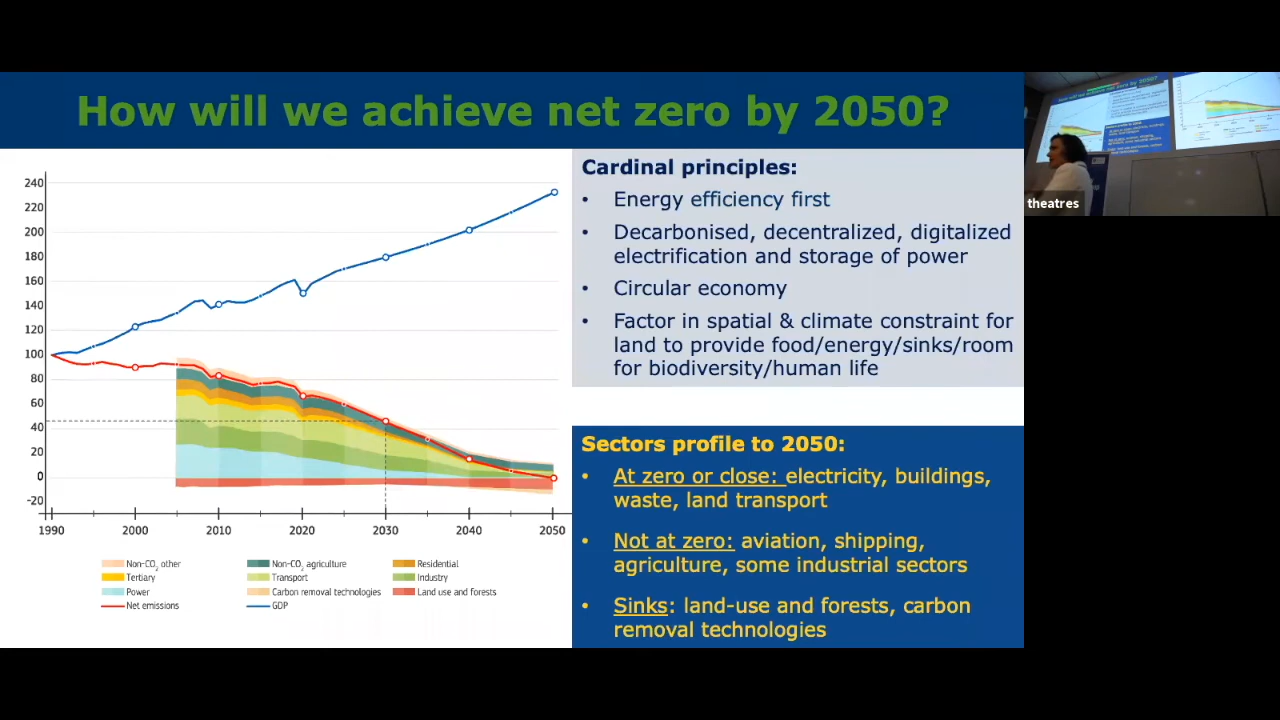 How will we achieve net zero by 2050?
240
220
200
180
160
140
120
100
80
60
40
20
0
-20
1990
2000
2010
2020
2030
2040
2050
Non-CO₂ other
Non-CO₂ agriculture
Residential
Tertiary
Transport
Industry
Power
Carbon removal technologies
Land use and forests
Net emissions
GDP
Cardinal principles:
• Energy efficiency first
• Decarbonised, decentralized, digitalized
electrification and storage of power
• Circular economy
• Factor in spatial & climate constraint for
land to provide food/energy/sinks/room
for biodiversity/human life
Sectors profile to 2050:
• At zero or close: electricity, buildings,
waste, land transport
• Not at zero: aviation, shipping,
agriculture, some industrial sectors
• Sinks: land-use and forests, carbon
removal technologies
theatres